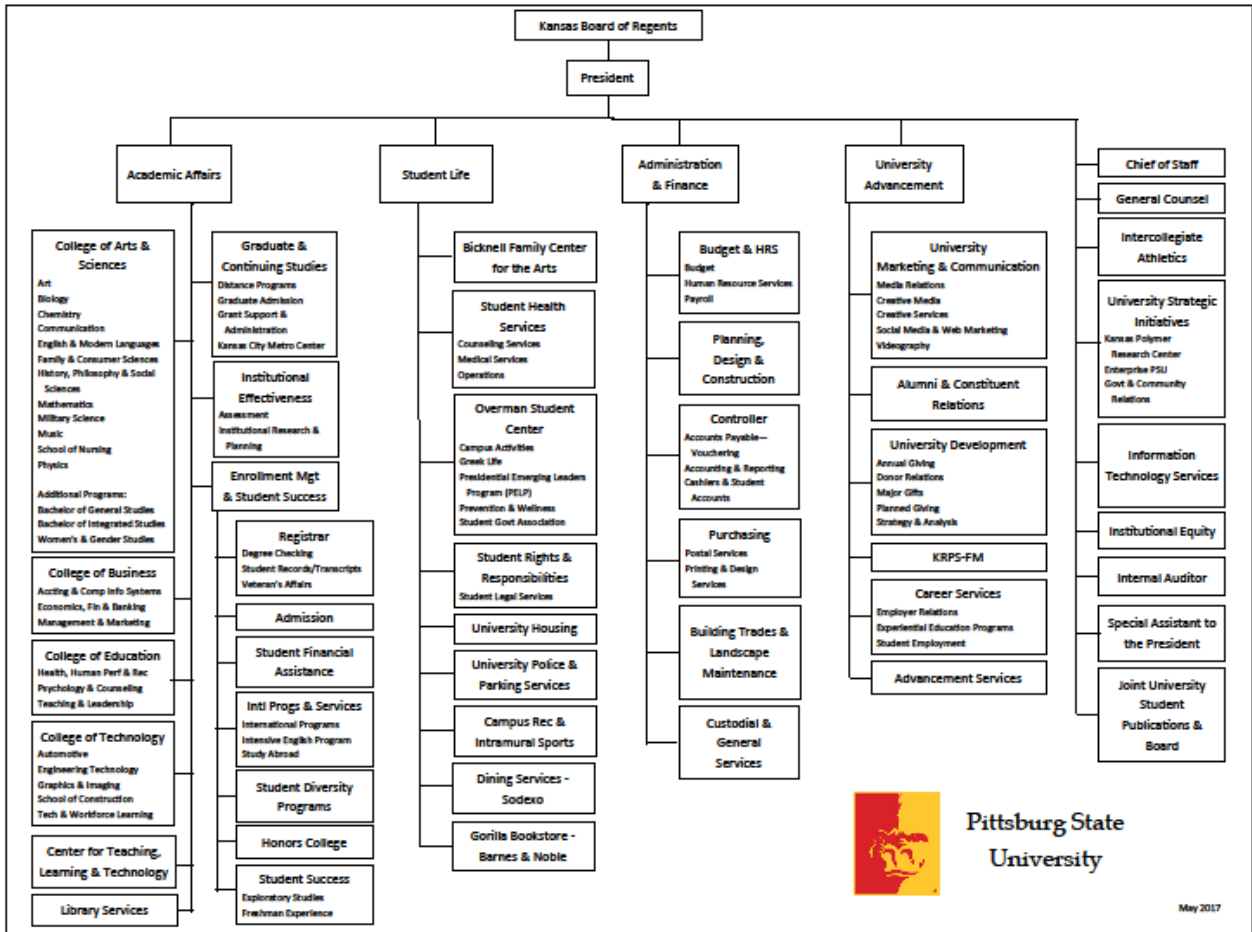 Kansas Board of Regents
President
Academic Affairs
College of Arts &
Sciences
Art
Biology
Chemistry
Communication
English & Modern Languages
Family & Consumer Sciences
History, Philosophy & Social
Sciences
Mathematics
Military Science
Music
School of Nursing
Physics
Additional Programs:
Bachelor of General Studies
Bachelor of Integrated Studies
Women's & Gender Studies
College of Business
Accting & Comp Info Systems
Economics, Fin & Banking
Management & Marketing
College of Education
Health, Human Perf & Rec
Psychology & Counseling
Teaching & Leadership
College of Technology
Automotive
Engineering Technology
Graphics & Imaging
School of Construction
Tech & Workforce Learning
Center for Teaching,
Learning & Technology
Library Services
Graduate &
Continuing Studies
Distance Programs
Graduate Admission
Grant Support &
Administration
Kansas City Metro Center
Institutional
Effectiveness
Assessment
Institutional Research &
Planning
Enrollment Mgt
& Student Success
Registrar
Degree Checking
Student Records/Transcripts
Veteran's Affairs
Admission
Student Financial
Assistance
Intl Progs & Services
International Programs
Intensive English Program
Study Abroad
Student Diversity
Programs
Honors College
Student Success
Exploratory Studies
Freshman Experience
Student Life
Bicknell Family Center
for the Arts
Student Health
Services
Counseling Services
Medical Services
Operations
Overman Student
Center
Campus Activities
Greek Life
Presidential Emerging Leaders
Program (PELP)
Prevention & Wellness
Student Govt Association
Student Rights &
Responsibilities
Student Legal Services
University Housing
University Police &
Parking Services
Campus Rec &
Intramural Sports
Dining Services -
Sodexo
Gorilla Bookstore -
Barnes & Noble
Administration
& Finance
Budget & HRS
Budget
Human Resource Services
Payroll
Planning,
Design &
Construction
Controller
Accounts Payable—
Vouchering
Accounting & Reporting
Cashiers & Student
Accounts
Purchasing
Postal Services
Printing & Design
Services
Building Trades &
Landscape
Maintenance
Custodial &
General
Services
University
Advancement
University
Marketing & Communication
Media Relations
Creative Media
Creative Services
Social Media & Web Marketing
Videography
Alumni & Constituent
Relations
University Development
Annual Giving
Donor Relations
Major Gifts
Planned Giving
Strategy & Analysis
KRPS-FM
Career Services
Employer Relations
Experiential Education Programs
Student Employment
Advancement Services
Chief of Staff
General Counsel
Intercollegiate
Athletics
University Strategic
Initiatives
Kansas Polymer
Research Center
Enterprise PSU
Govt & Community
Relations
Information
Technology Services
Institutional Equity
Internal Auditor
Special Assistant to
the President
Joint University
Student
Publications &
Board
Pittsburg State
University
May 2017